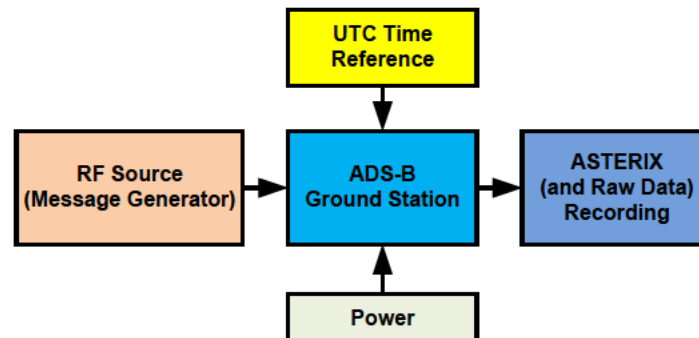 UTC Time
Reference
RF Source
(Message Generator)
ADS-B
Ground Station
ASTERIX
(and Raw Data)
Recording
Power